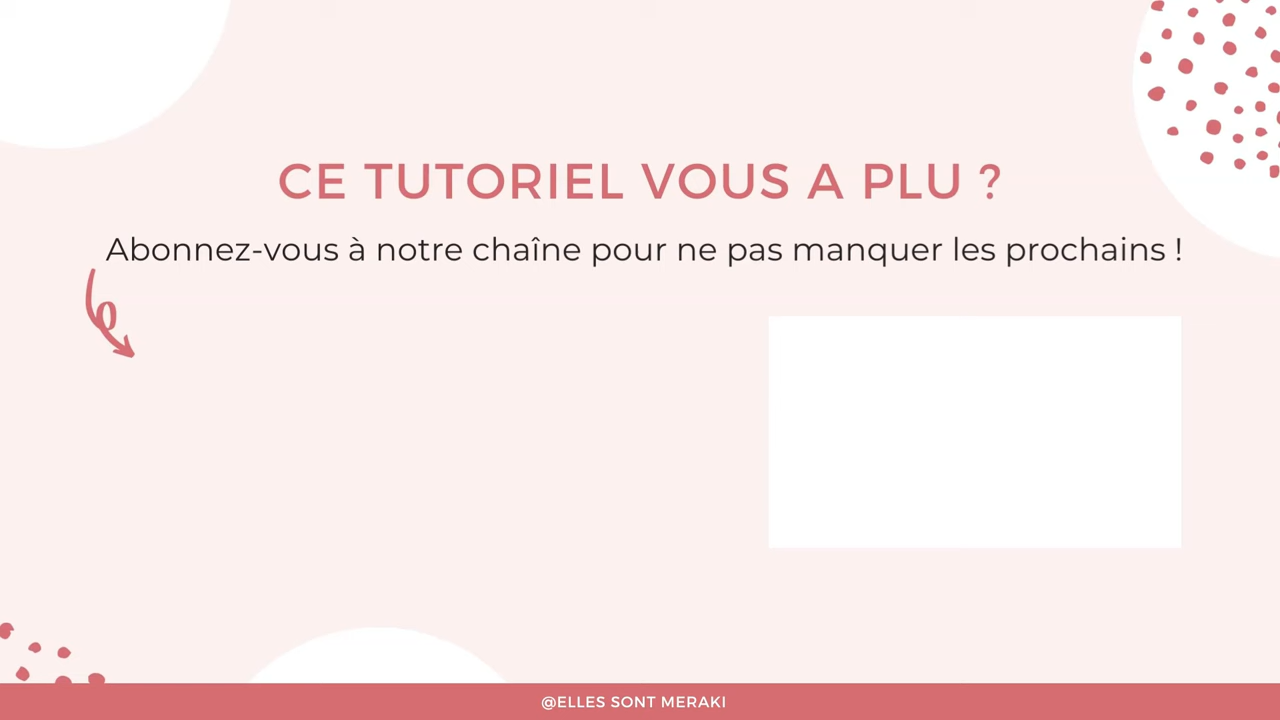 CE TUTORIEL VOUS A PLU ?
Abonnez-vous à notre chaîne pour ne pas manquer les prochains !
@ELLES SONT MERAKI